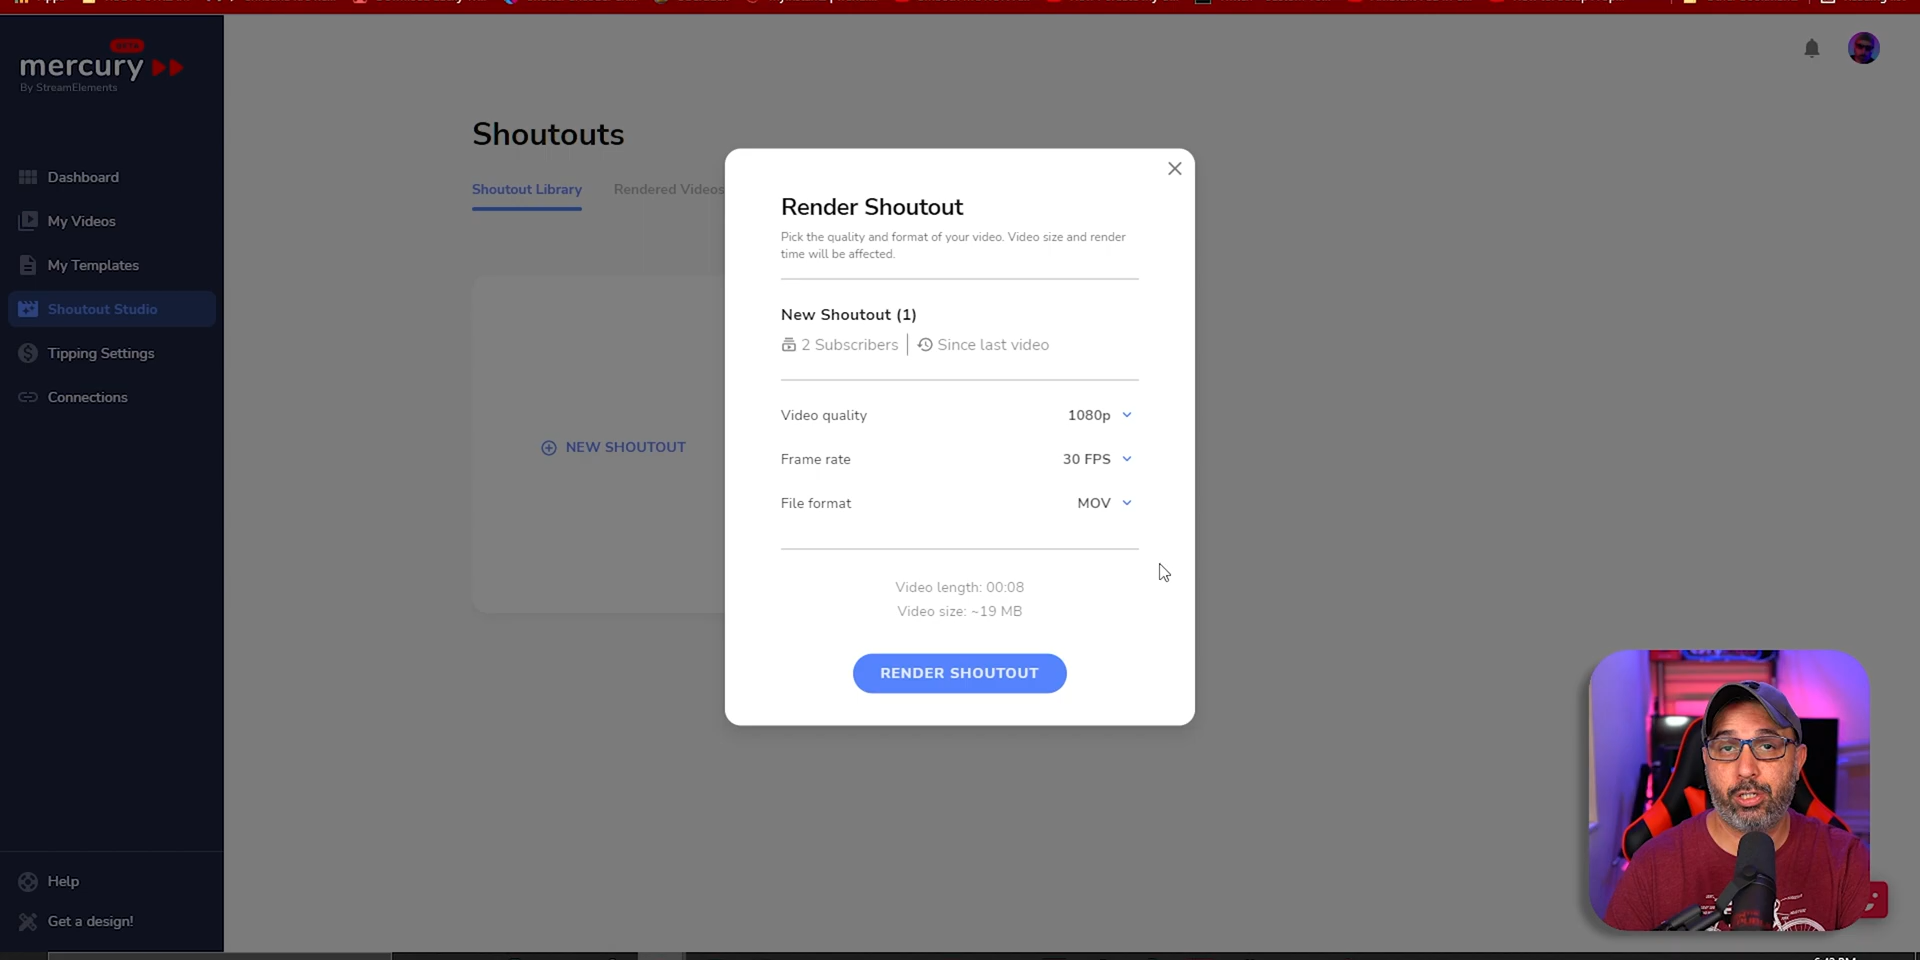 BETA
mercury
By StreamElements
Dashboard
My Videos
My Templates
Shoutout Studio
Tipping Settings
Connections
Help
Get a design!
Shoutouts
Shoutout Library
Rendered Videos
NEW SHOUTOUT
Render Shoutout
Pick the quality and format of your video. Video size and render
time will be affected.
New Shoutout (1)
2 Subscribers
Since last video
Video quality 1080p
Frame rate 30 FPS
File format MOV
Video length: 00:08
Video size: ~19 MB
RENDER SHOUTOUT